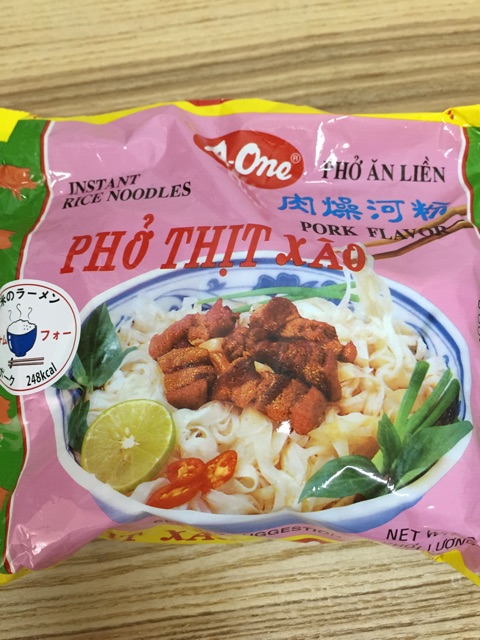 A-One®
INSTANT
RICE NOODLES
PHỞ ĂN LIỀN
肉燥河粉
PORK FLAVOR
PHỞ THỊT XÀO
米のラーメン
フォー
248kcal
NET